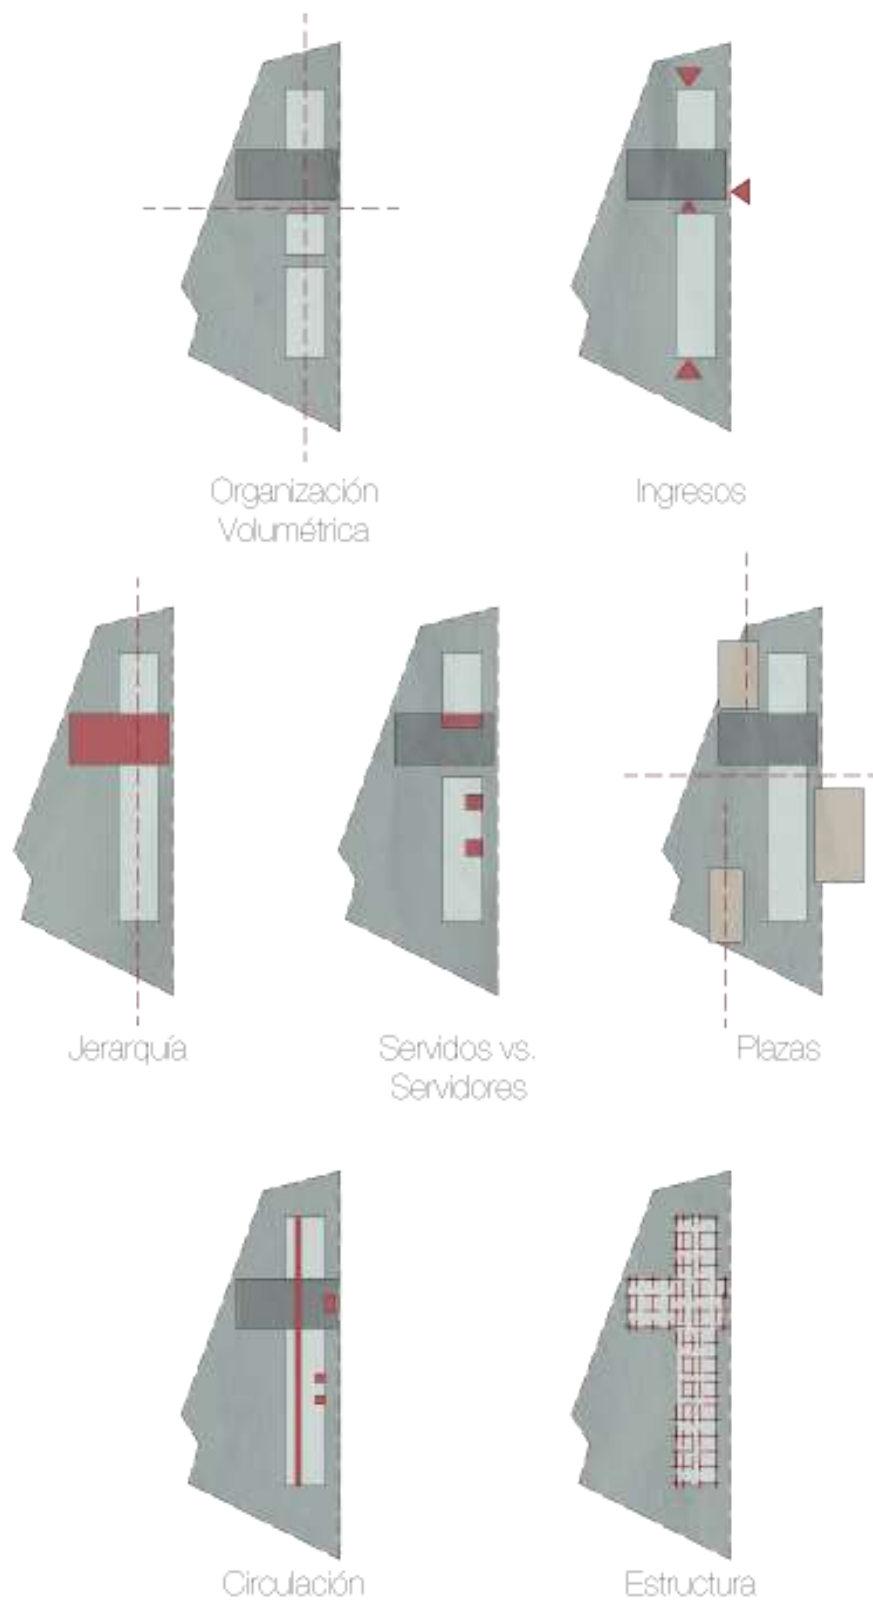 Organización
Volumétrica
Ingresos
Jerarquía
Servidos vs.
Servidores
Plazas
Circulación
Estructura